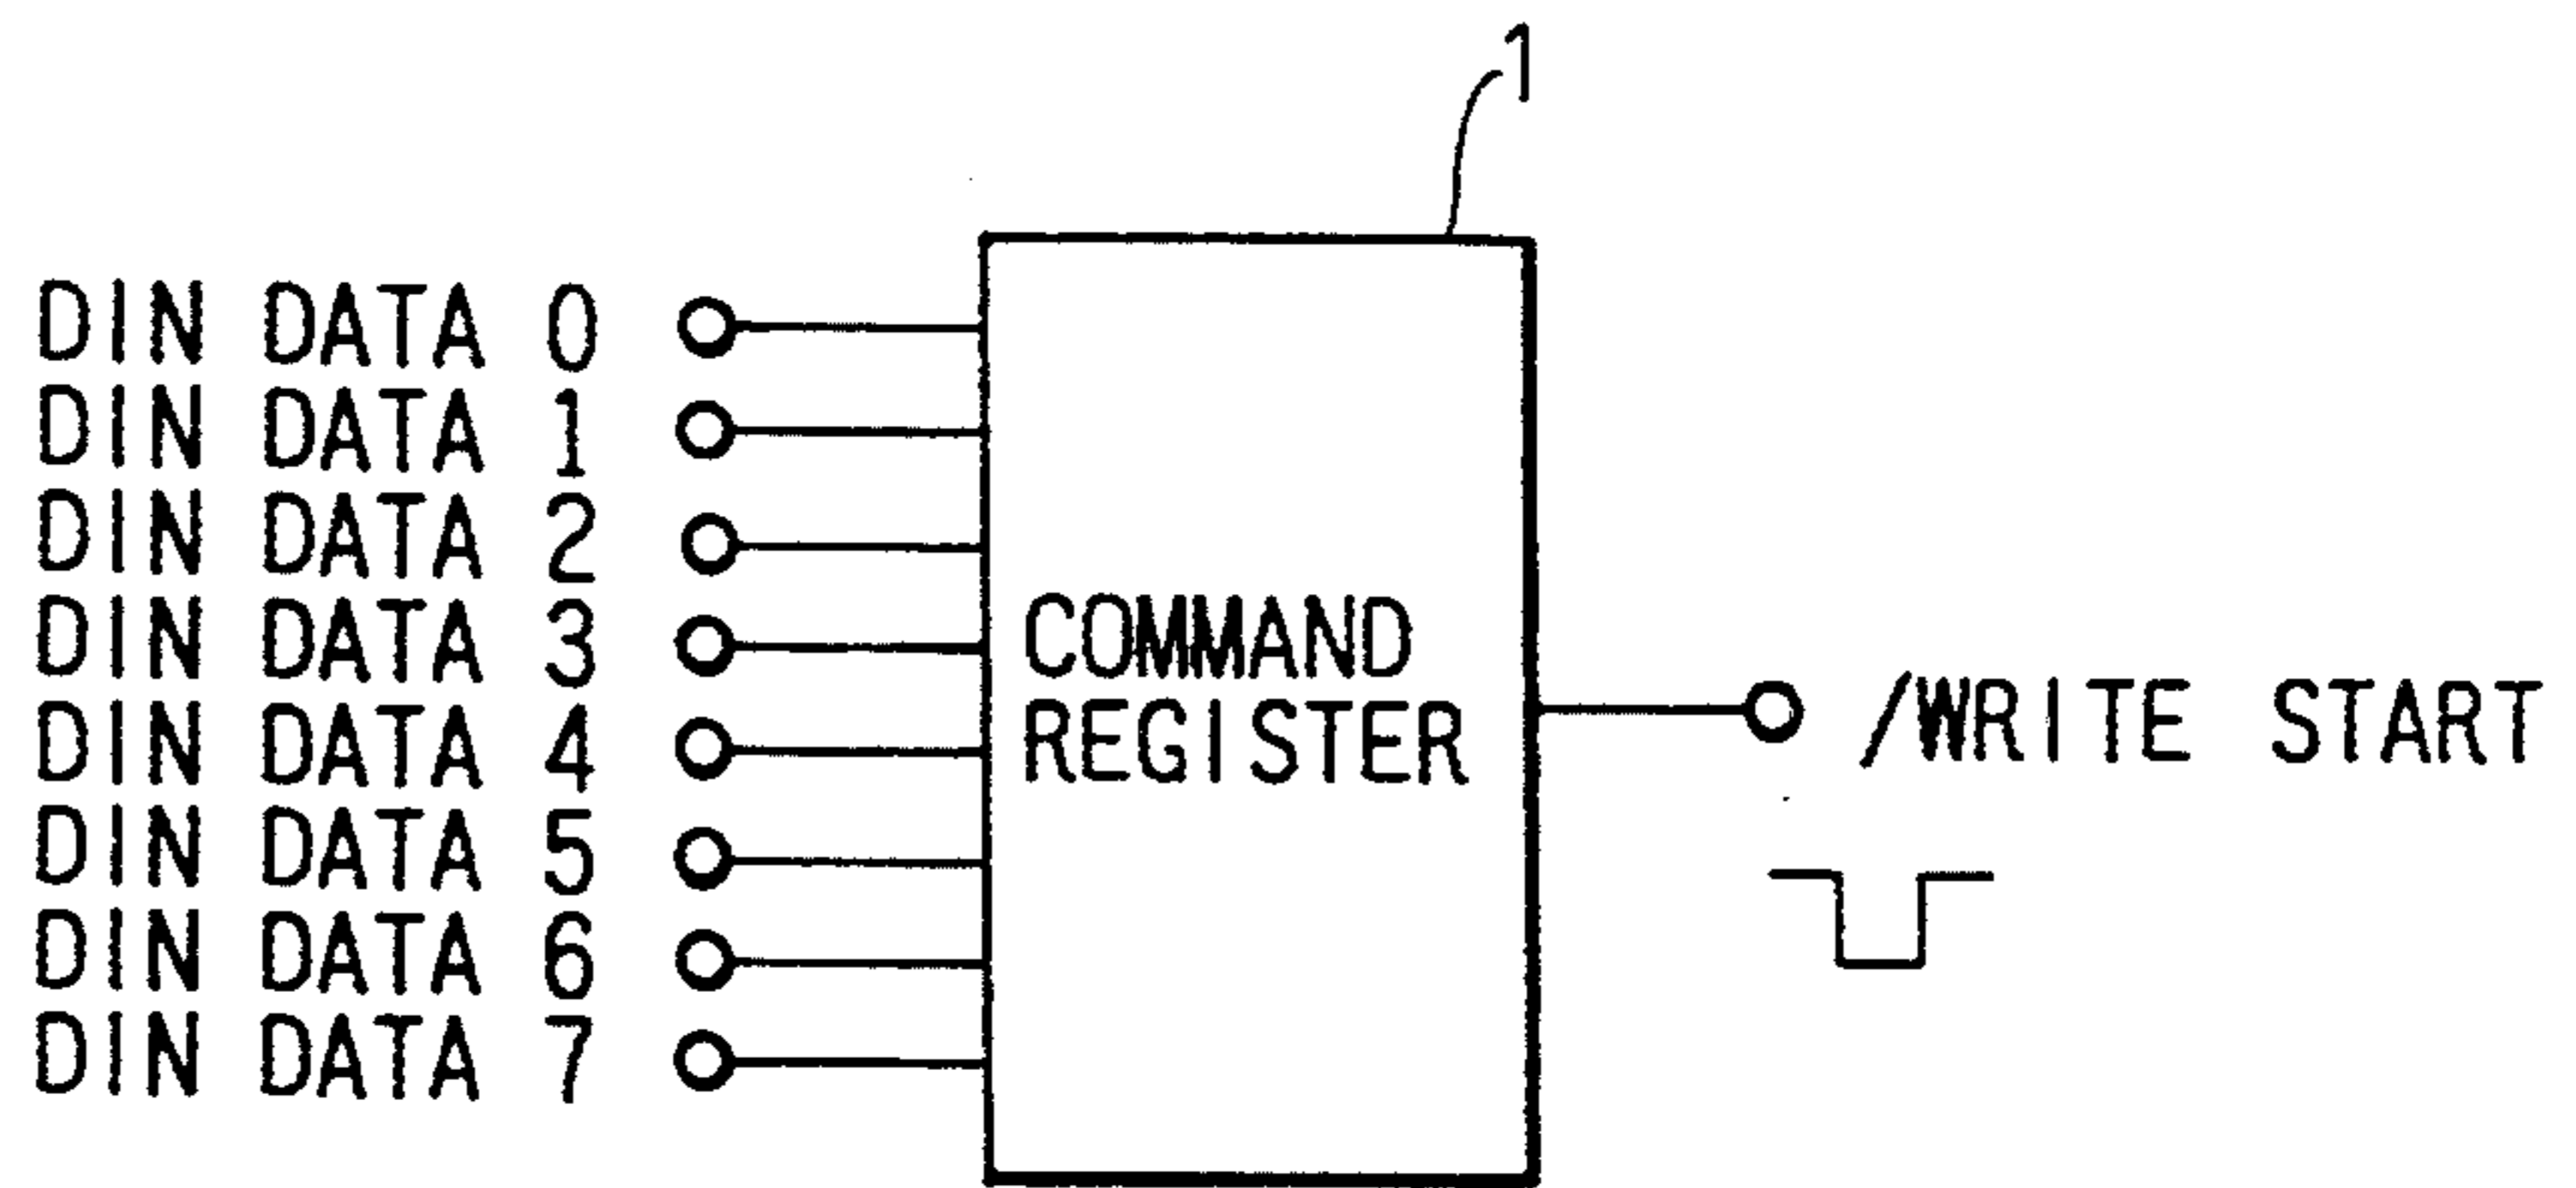 1
DIN DATA 0
DIN DATA 1
DIN DATA 2
DIN DATA 3
DIN DATA 4
DIN DATA 5
DIN DATA 6
DIN DATA 7
COMMAND
REGISTER
/WRITE START